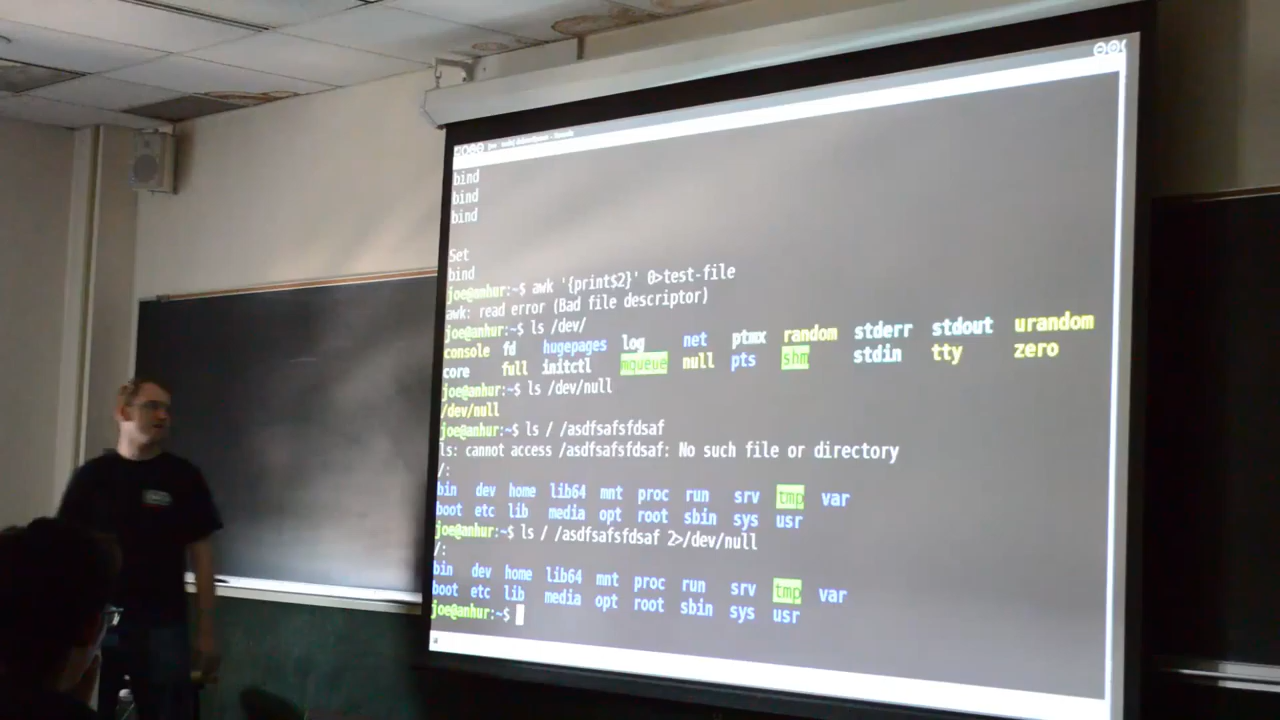 bind
bind
bind
Set
bind
joe@anhur:~$ awk '{print$2}' 0>test-file
awk: read error (Bad file descriptor)
joe@anhur:~$ ls /dev/
console fd hugepages log net ptmx random stderr stdout urandom
core full initctl mqueue null pts shm stdin tty zero
joe@anhur:~$ ls /dev/null
/dev/null
joe@anhur:~$ ls / /asdfsafsfdsaf
ls: cannot access /asdfsafsfdsaf: No such file or directory
/:
bin dev home lib64 mnt proc run srv tmp var
boot etc lib media opt root sbin sys usr
joe@anhur:~$ ls / /asdfsafsfdsaf 2>/dev/null
/:
bin dev home lib64 mnt proc run srv tmp var
boot etc lib media opt root sbin sys usr
joe@anhur:~$